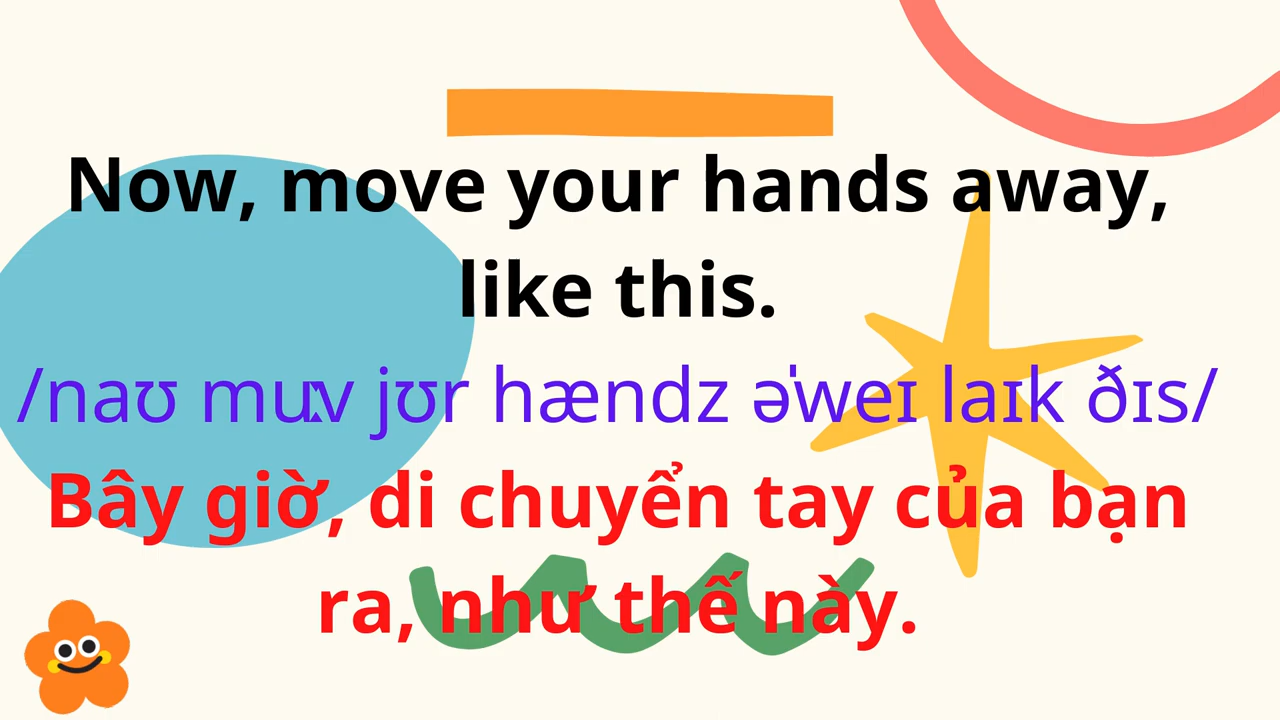 Now, move your hands away,
like this.
/naʊ muːv jʊr hændz əˈweɪ laɪk ðɪs/
Bây giờ, di chuyển tay của bạn
ra, như thế này.